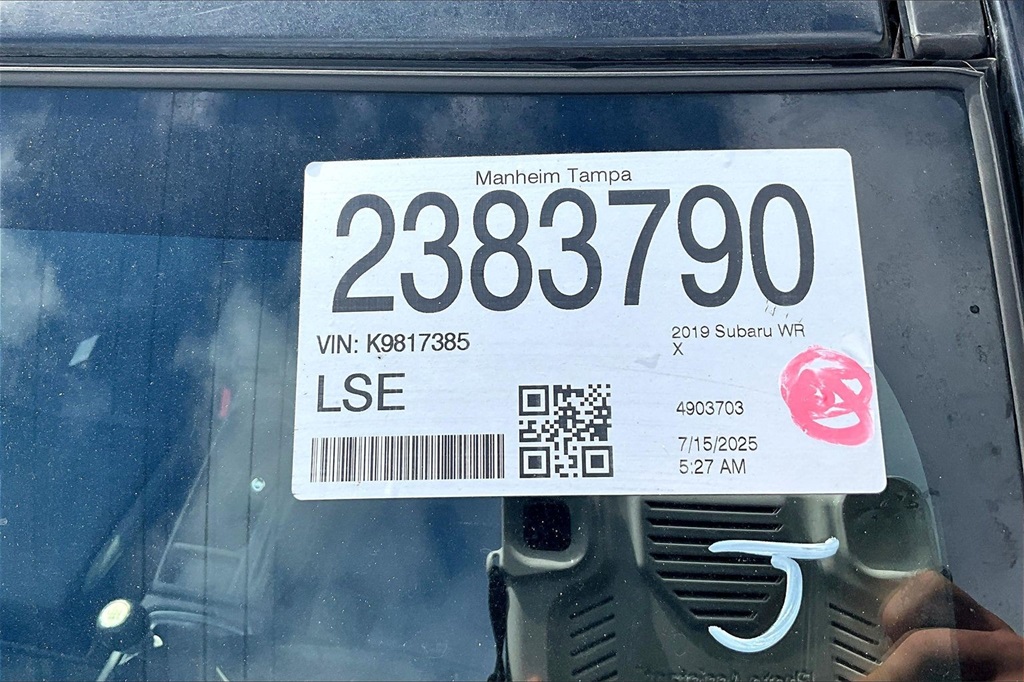 Manheim Tampa
2383790
VIN: K9817385
2019 Subaru WR
X
LSE
4903703
7/15/2025
5:27 AM
J